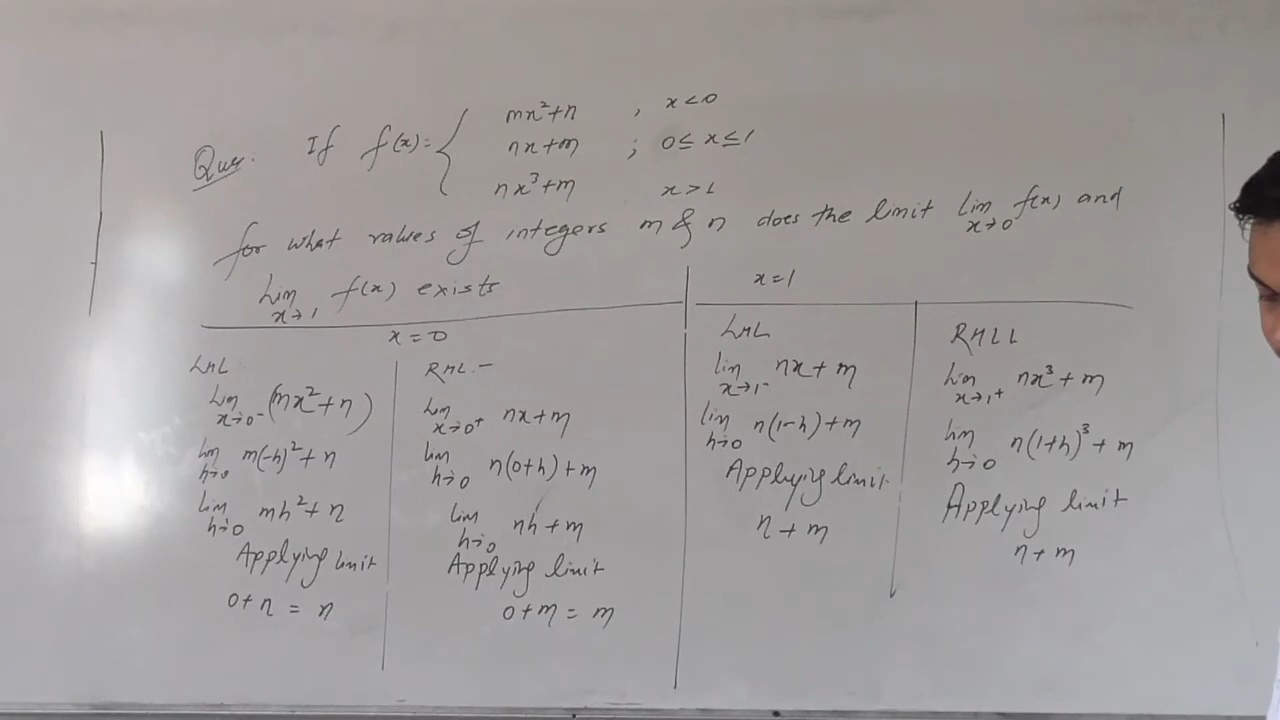 Ques. If f(x)= { mx²+n , x<0
nx+m ; 0≤x≤1
nx³+m x>1
for what values of integers m & n does the limit lim x→0 f(x) and
Lim x→1 f(x) exists
x=0
LHL
Lim x→0⁻ (mx²+n)
lim h→0 m(-h)²+n
lim h→0 mh²+n
Applying limit
0+n = n
RHL -
Lim x→0⁺ nx+m
lim h→0 n(0+h)+m
lim h→0 nh+m
Applying limit
0+m = m
x=1
LHL
lim x→1⁻ nx+m
lim h→0 n(1-h)+m
Applying limit
n+m
RHLL
Lim x→1⁺ nx³+m
lim h→0 n(1+h)³+m
Applying limit
n+m